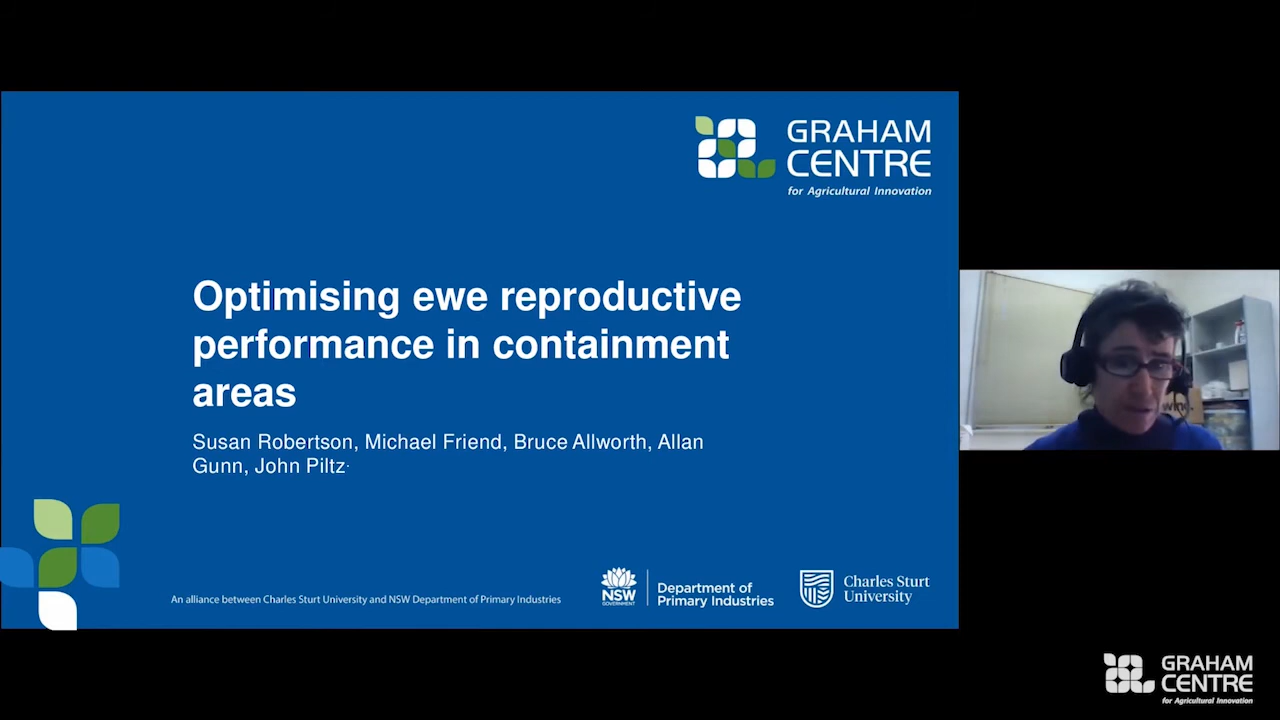 GRAHAM
CENTRE
for Agricultural Innovation
Optimising ewe reproductive
performance in containment
areas
Susan Robertson, Michael Friend, Bruce Allworth, Allan
Gunn, John Piltz.
An alliance between Charles Sturt University and NSW Department of Primary Industries
NSW
GOVERNMENT
Department of
Primary Industries
Charles Sturt
University
GRAHAM
CENTRE
for Agricultural Innovation